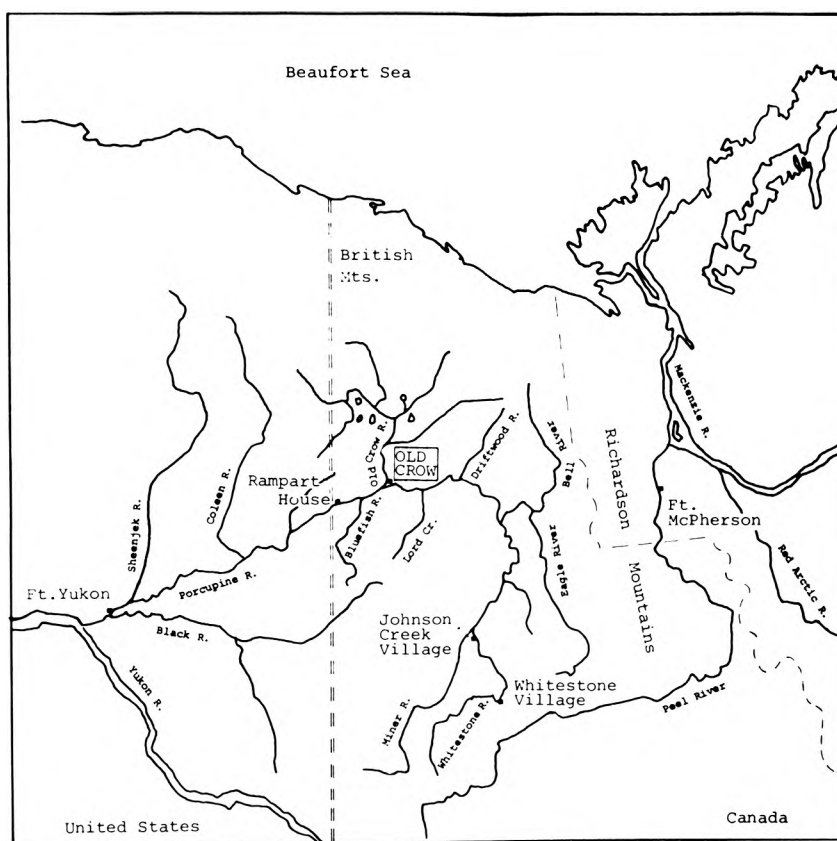 Beaufort Sea
British
Mts.
Mackenzie R.
Old Crow R.
OLD
CROW
Driftwood R.
Bell River
Richardson
Mountains
Rampart
House
Coleen R.
Sheenjek R.
Bluefish R.
Lord Cr.
Eagle River
Ft.
McPherson
Red Arctic R.
Ft.Yukon
Porcupine R.
Black R.
Yukon R.
Johnson
Creek
Village
Whitestone
Village
Miner R.
Whitestone R.
Peel River
United States
Canada